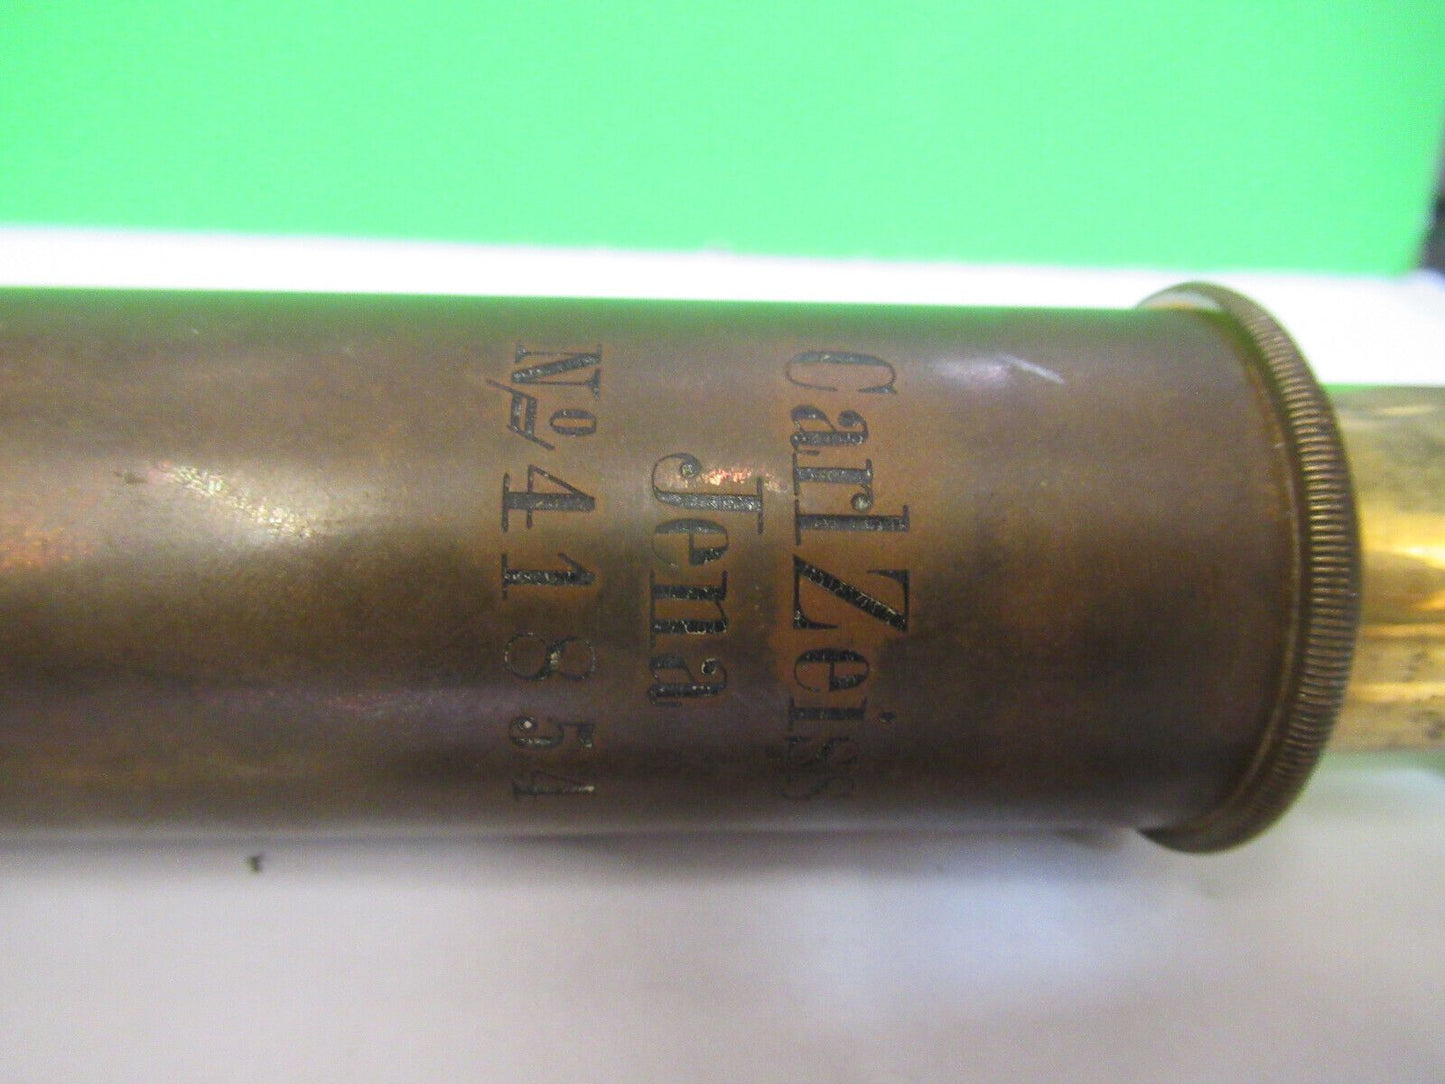 Carl Zeiss
Jena
No 41854